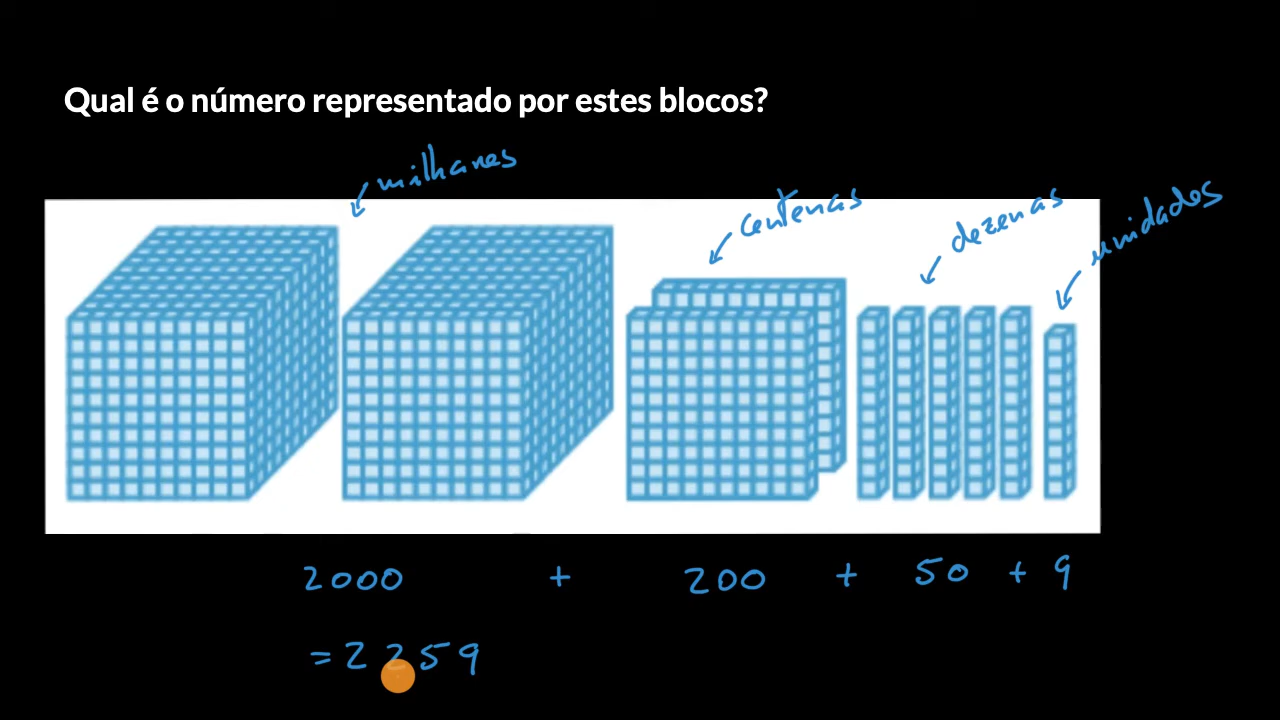 Qual é o número representado por estes blocos?
milhares
centenas
dezenas
unidades
2000 + 200 + 50 + 9
= 2259